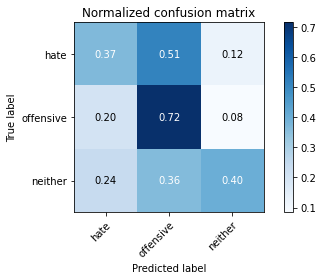 Normalized confusion matrix
True label
hate
0.37 0.51 0.12
offensive
0.20 0.72 0.08
neither
0.24 0.36 0.40
hate
offensive
neither
Predicted label
0.7
0.6
0.5
0.4
0.3
0.2
0.1